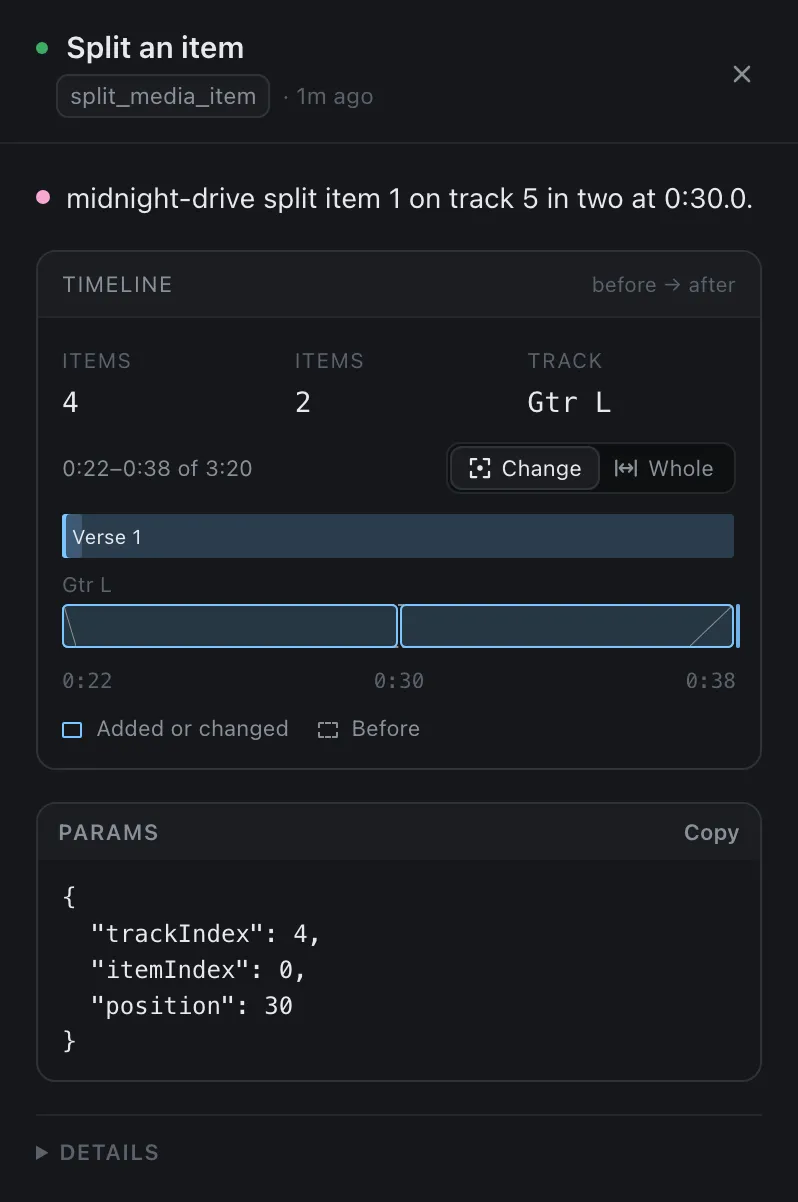 Split an item
split_media_item · 1m ago
midnight-drive split item 1 on track 5 in two at 0:30.0.
TIMELINE before → after
ITEMS ITEMS TRACK
4 2 Gtr L
0:22–0:38 of 3:20 Change Whole
Verse 1
Gtr L
0:22 0:30 0:38
Added or changed Before
PARAMS Copy
{
  "trackIndex": 4,
  "itemIndex": 0,
  "position": 30
}
DETAILS